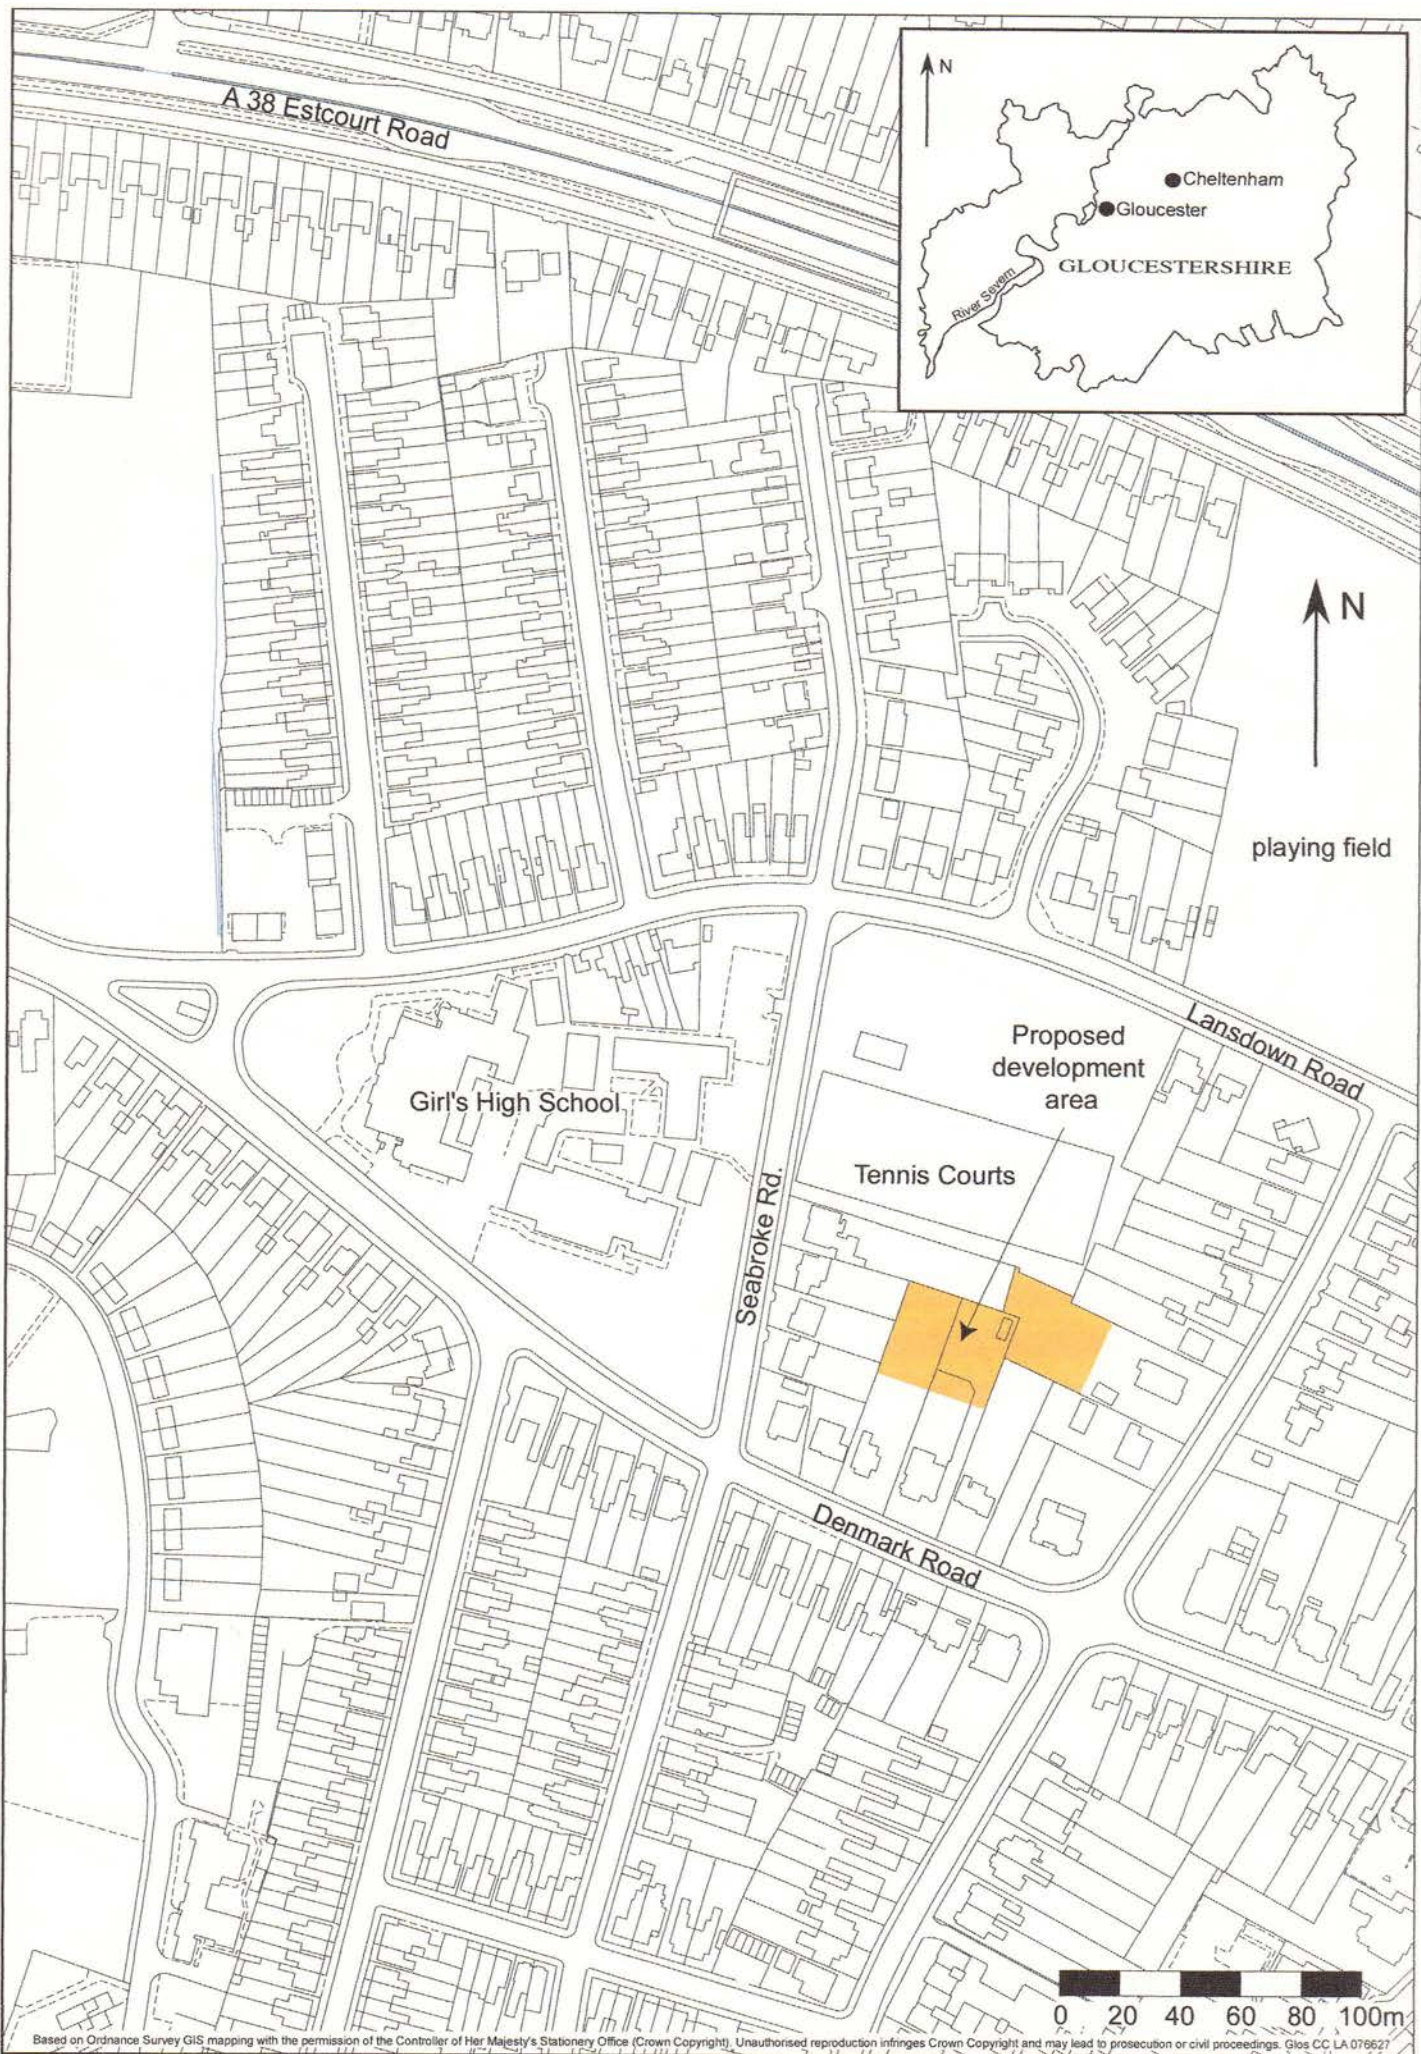 A 38 Estcourt Road
N
Cheltenham
Gloucester
GLOUCESTERSHIRE
River Severn
N
playing field
Lansdown Road
Proposed
development
area
Girl's High School
Tennis Courts
Seabroke Rd.
Denmark Road
0 20 40 60 80 100m
Based on Ordnance Survey GIS mapping with the permission of the Controller of Her Majesty's Stationery Office (Crown Copyright). Unauthorised reproduction infringes Crown Copyright and may lead to prosecution or civil proceedings. Glos CC LA 076627